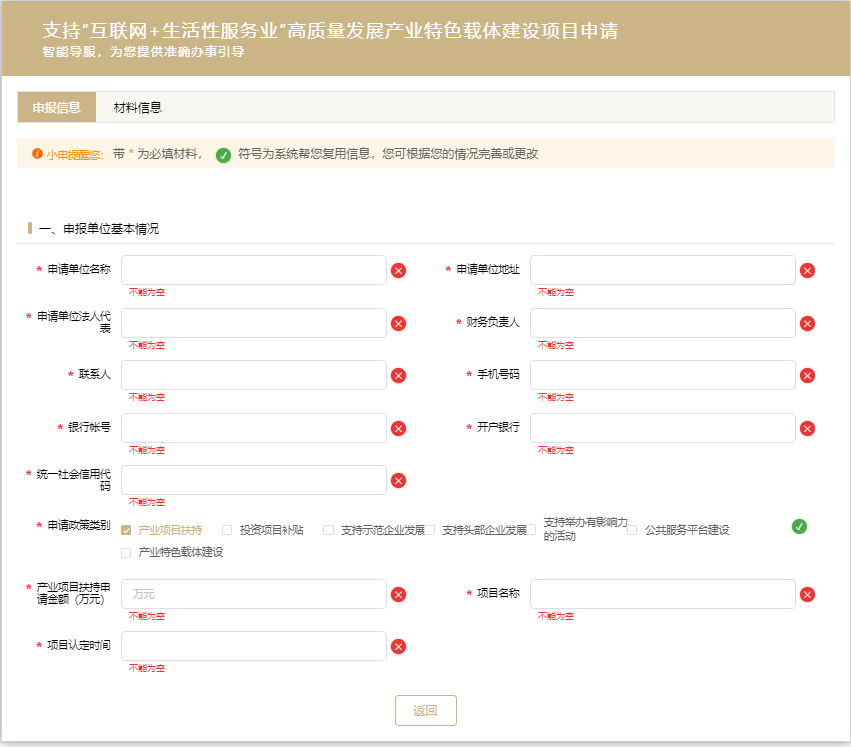 支持“互联网+生活性服务业”高质量发展产业特色载体建设项目申请
智能导服，为您提供准确办事引导
申报信息 材料信息
小申提醒您： 带 * 为必填材料， 符号为系统帮您复用信息，您可根据您的情况完善或更改
一、申报单位基本情况
* 申请单位名称 * 申请单位地址
不能为空 不能为空
* 申请单位法人代
表 * 财务负责人
不能为空 不能为空
* 联系人 * 手机号码
不能为空 不能为空
* 银行帐号 * 开户银行
不能为空 不能为空
* 统一社会信用代
码
不能为空
* 申请政策类别 产业项目扶持 投资项目补贴 支持示范企业发展 支持头部企业发展 支持举办有影响力
的活动 公共服务平台建设
产业特色载体建设
* 产业项目扶持申
请金额（万元） 万元 * 项目名称
不能为空 不能为空
* 项目认定时间
不能为空
返回